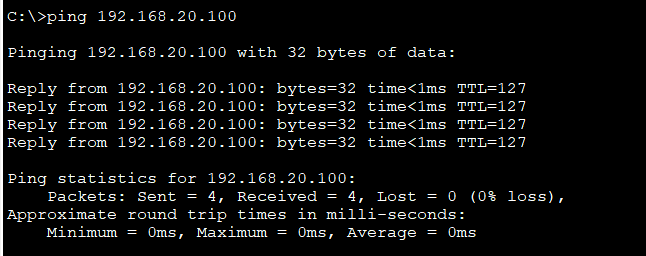 C:\>ping 192.168.20.100
Pinging 192.168.20.100 with 32 bytes of data:
Reply from 192.168.20.100: bytes=32 time<1ms TTL=127
Reply from 192.168.20.100: bytes=32 time<1ms TTL=127
Reply from 192.168.20.100: bytes=32 time<1ms TTL=127
Reply from 192.168.20.100: bytes=32 time<1ms TTL=127
Ping statistics for 192.168.20.100:
    Packets: Sent = 4, Received = 4, Lost = 0 (0% loss),
Approximate round trip times in milli-seconds:
    Minimum = 0ms, Maximum = 0ms, Average = 0ms